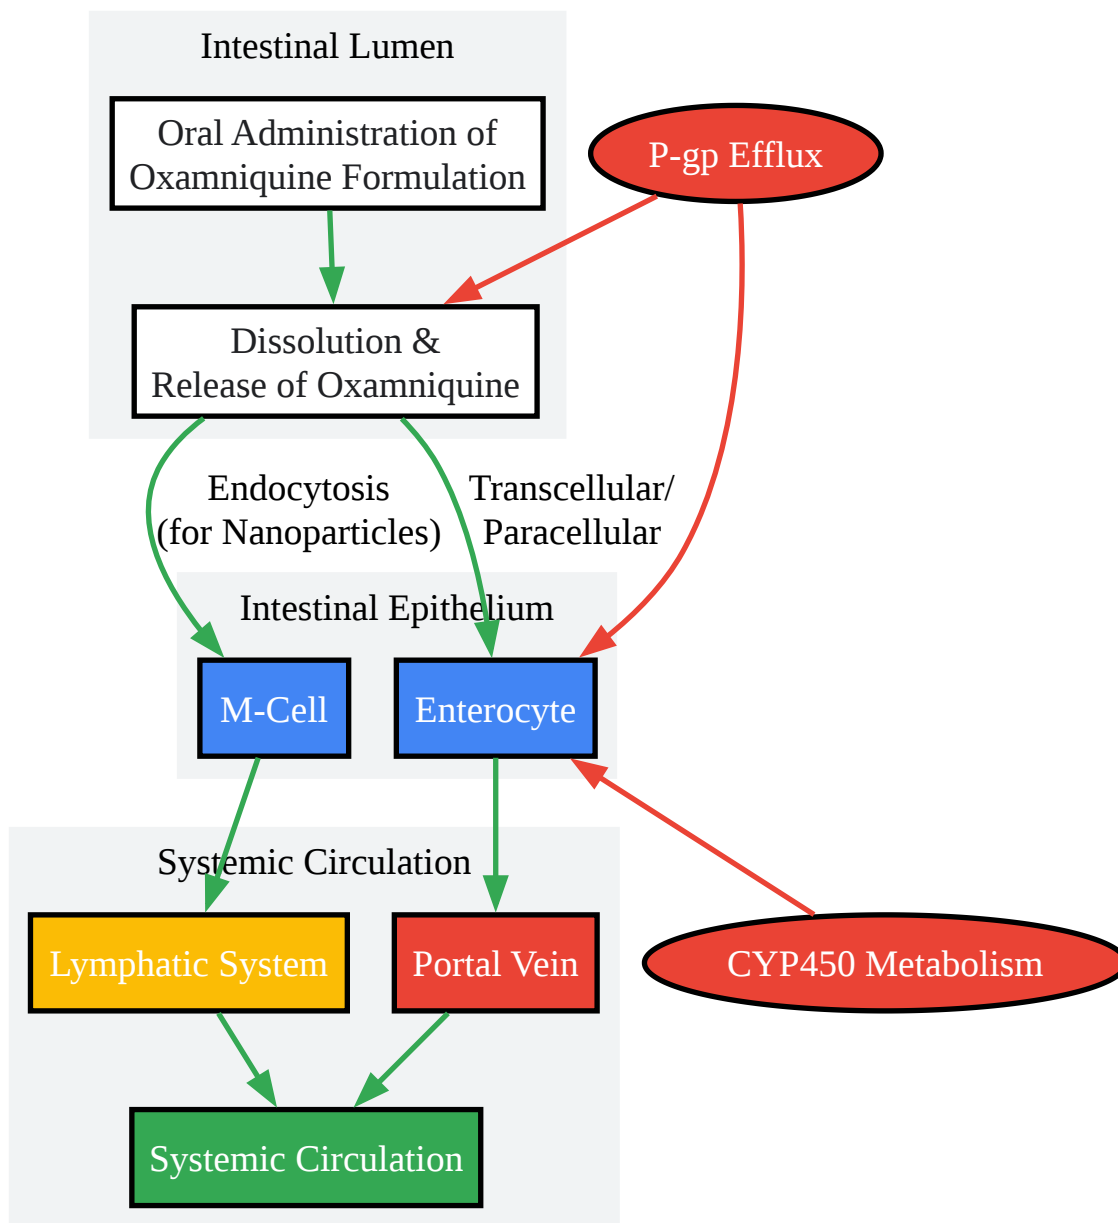 Intestinal Lumen
Oral Administration of
Oxamniquine Formulation
P-gp Efflux
Dissolution &
Release of Oxamniquine
Endocytosis
(for Nanoparticles)
Transcellular/
Paracellular
Intestinal Epithelium
M-Cell
Enterocyte
Systemic Circulation
Lymphatic System
Portal Vein
CYP450 Metabolism
Systemic Circulation